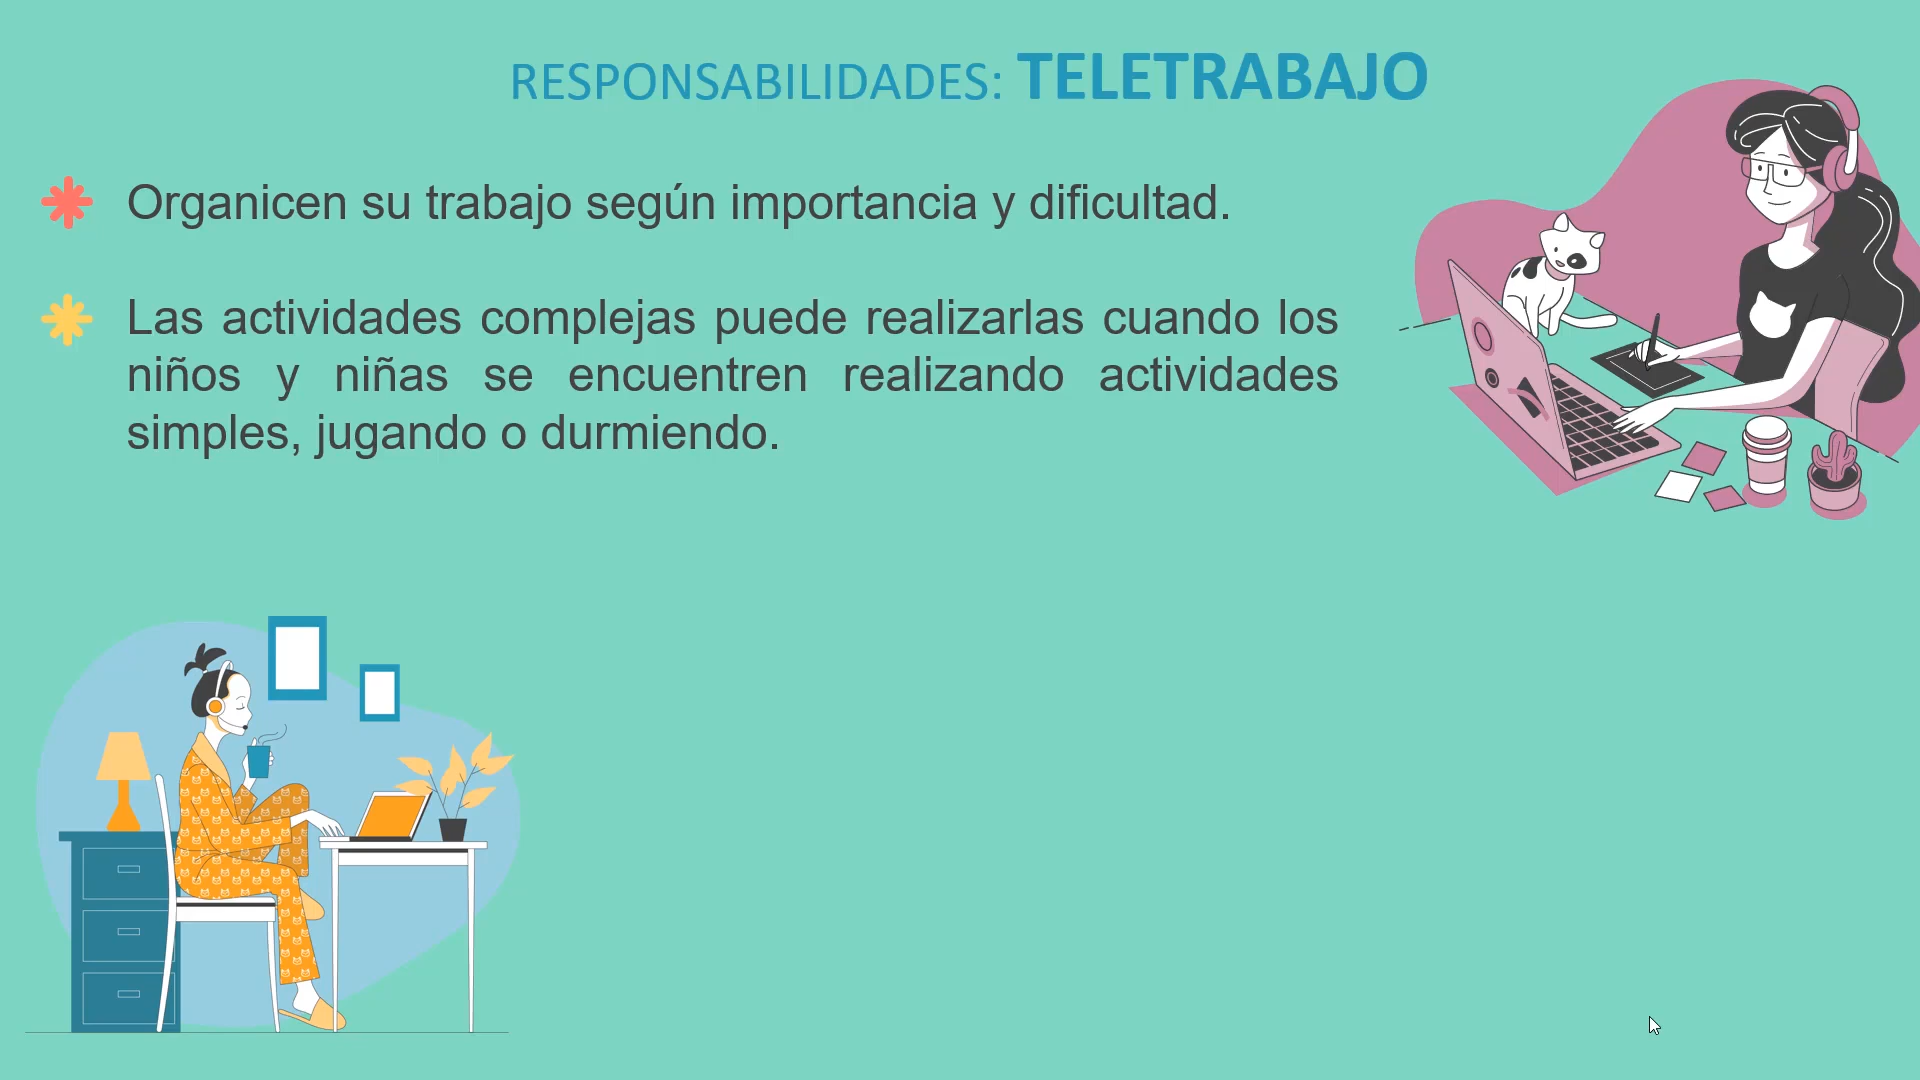 RESPONSABILIDADES: TELETRABAJO
Organicen su trabajo según importancia y dificultad.
Las actividades complejas puede realizarlas cuando los
niños y niñas se encuentren realizando actividades
simples, jugando o durmiendo.